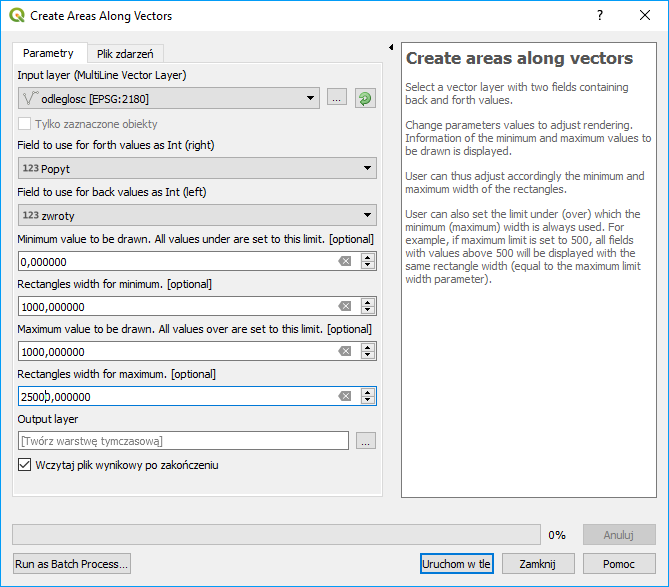 Create Areas Along Vectors
Parametry
Plik zdarzeń
Input layer (MultiLine Vector Layer)
odleglosc [EPSG:2180]
...
Tylko zaznaczone obiekty
Field to use for forth values as Int (right)
123 Popyt
Field to use for back values as Int (left)
123 zwroty
Minimum value to be drawn. All values under are set to this limit. [optional]
0,000000
Rectangles width for minimum. [optional]
1000,000000
Maximum value to be drawn. All values over are set to this limit. [optional]
1000,000000
Rectangles width for maximum. [optional]
25000,000000
Output layer
[Twórz warstwę tymczasową]
...
Wczytaj plik wynikowy po zakończeniu
Create areas along vectors
Select a vector layer with two fields containing
back and forth values.
Change parameters values to adjust rendering.
Information of the minimum and maximum values to
be drawn is displayed.
User can thus adjust accordingly the minimum and
maximum width of the rectangles.
User can also set the limit under (over) which the
minimum (maximum) width is always used. For
example, if maximum limit is set to 500, all fields
with values above 500 will be displayed with the
same rectangle width (equal to the maximum limit
width parameter).
0%
Anuluj
Run as Batch Process...
Uruchom w tle
Zamknij
Pomoc